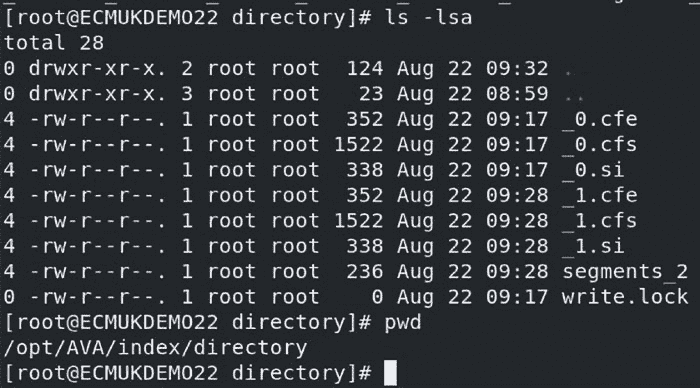 [root@ECMUKDEMO22 directory]# ls -lsa
total 28
0 drwxr-xr-x. 2 root root  124 Aug 22 09:32 .
0 drwxr-xr-x. 3 root root   23 Aug 22 08:59 ..
4 -rw-r--r--. 1 root root  352 Aug 22 09:17 _0.cfe
4 -rw-r--r--. 1 root root 1522 Aug 22 09:17 _0.cfs
4 -rw-r--r--. 1 root root  338 Aug 22 09:17 _0.si
4 -rw-r--r--. 1 root root  352 Aug 22 09:28 _1.cfe
4 -rw-r--r--. 1 root root 1522 Aug 22 09:28 _1.cfs
4 -rw-r--r--. 1 root root  338 Aug 22 09:28 _1.si
4 -rw-r--r--. 1 root root  236 Aug 22 09:28 segments_2
0 -rw-r--r--. 1 root root    0 Aug 22 09:17 write.lock
[root@ECMUKDEMO22 directory]# pwd
/opt/AVA/index/directory
[root@ECMUKDEMO22 directory]#